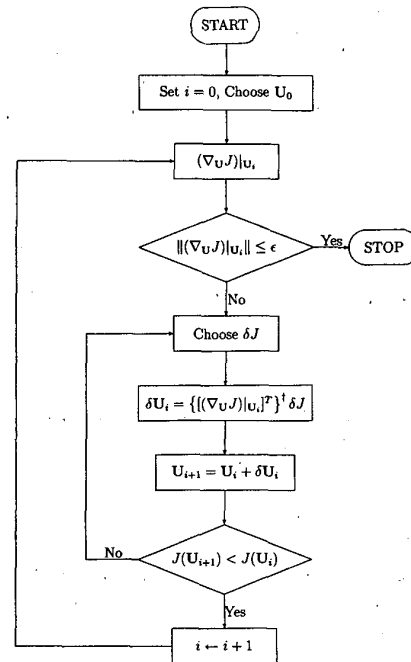 START
Set i = 0, Choose U₀
(∇_U J)|_{U_i}
‖(∇_U J)|_{U_i}‖ ≤ ϵ
Yes
STOP
No
Choose δJ
δU_i = {[(∇_U J)|_{U_i}]^T}^† δJ
U_{i+1} = U_i + δU_i
No
J(U_{i+1}) < J(U_i)
Yes
i ← i + 1